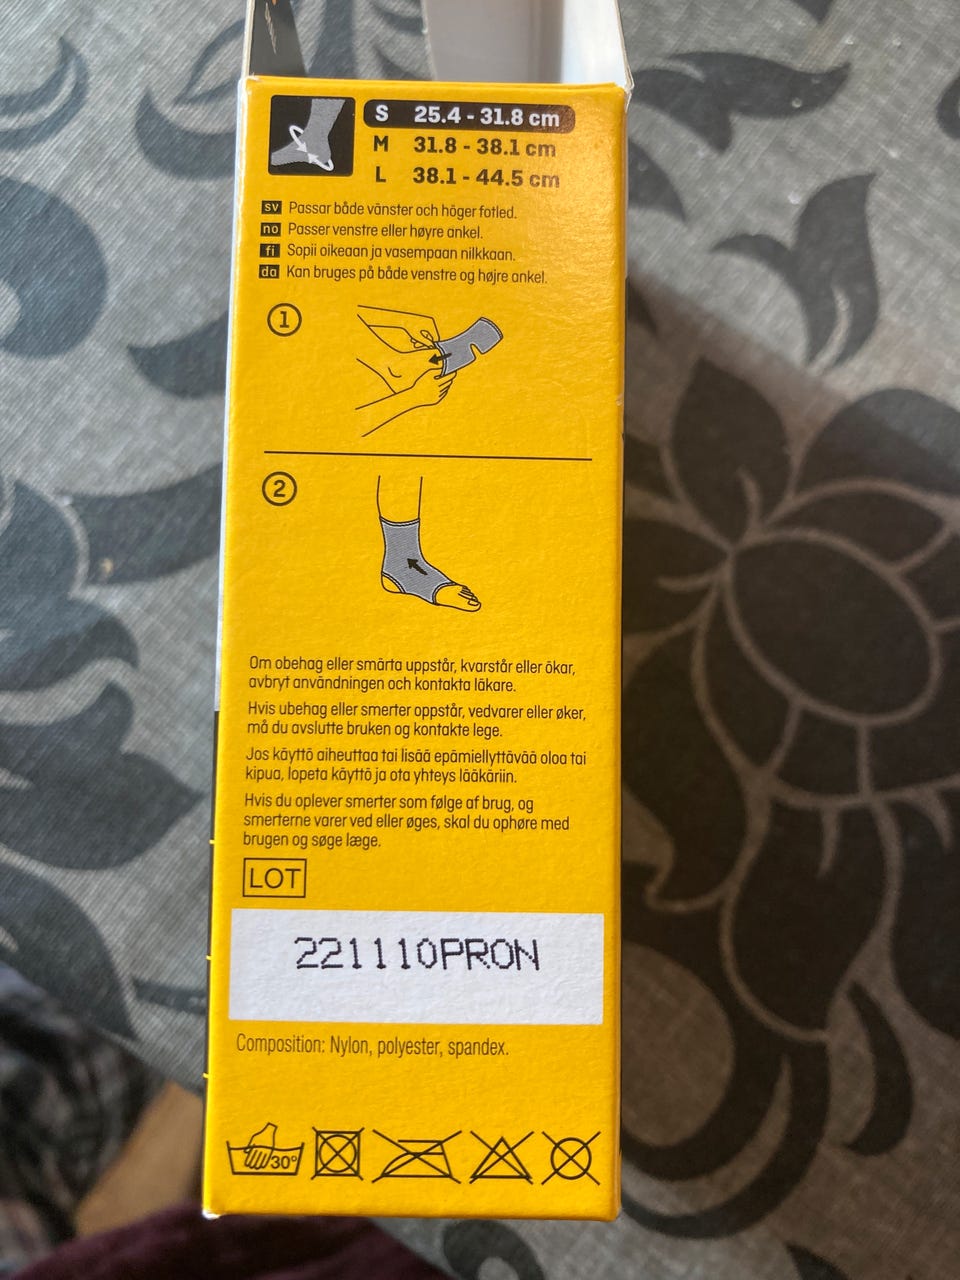 S 25.4 - 31.8 cm
M 31.8 - 38.1 cm
L 38.1 - 44.5 cm
sv Passar både vänster och höger fotled.
no Passer venstre eller høyre ankel.
fi Sopii oikeaan ja vasempaan nilkkaan.
da Kan bruges på både venstre og højre ankel.
1
2
Om obehag eller smärta uppstår, kvarstår eller ökar,
avbryt användningen och kontakta läkare.
Hvis ubehag eller smerter oppstår, vedvarer eller øker,
må du avslutte bruken og kontakte lege.
Jos käyttö aiheuttaa tai lisää epämiellyttävää oloa tai
kipua, lopeta käyttö ja ota yhteys lääkäriin.
Hvis du oplever smerter som følge af brug, og
smerterne varer ved eller øges, skal du ophøre med
brugen og søge læge.
LOT
221110PRON
Composition: Nylon, polyester, spandex.
30°